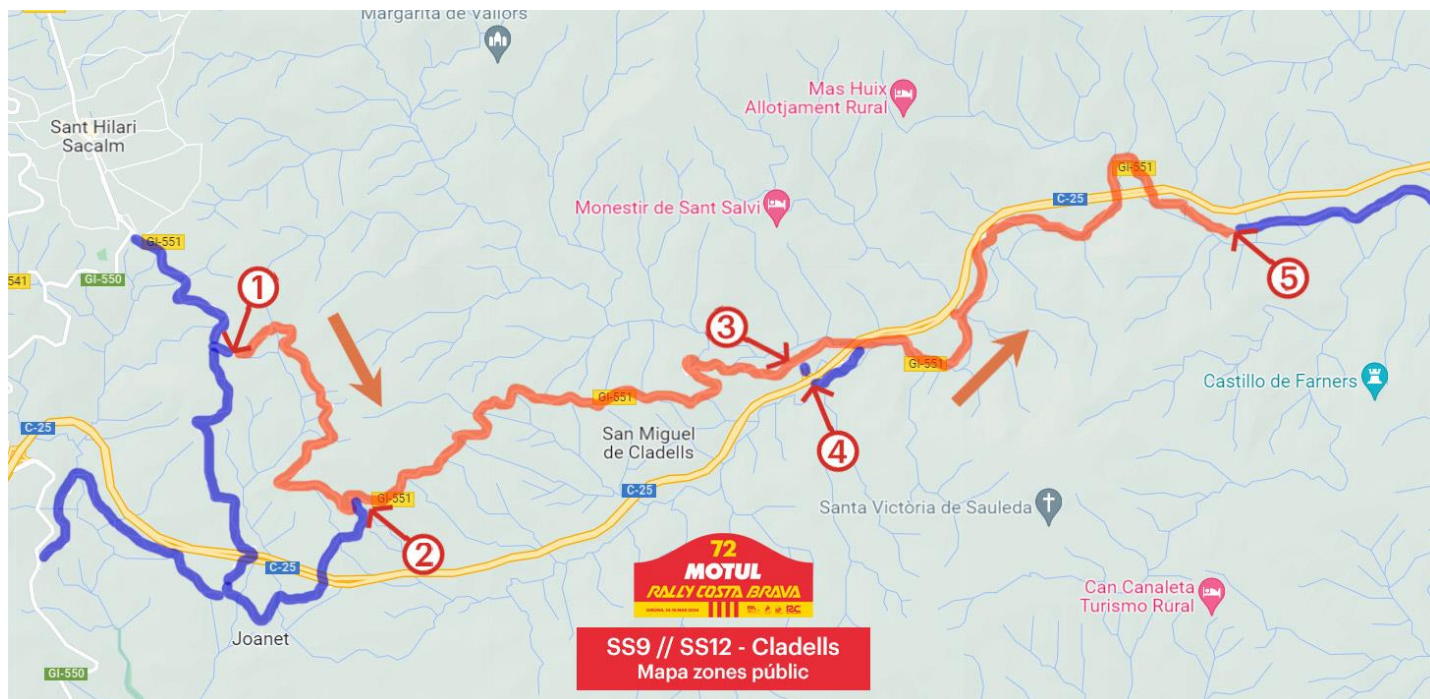 Margarita de Vallors
Mas Huix
Allotjament Rural
GI-551
Sant Hilari
Sacalm
C-25
Monestir de Sant Salvi
GI-551
GI-550
541
1
5
3
GI-551
Castillo de Farners
GI-551
C-25
San Miguel
de Cladells
4
C-25
GI-551
Santa Victòria de Sauleda
2
C-25
72
MOTUL
RALLY COSTA BRAVA
RC
Can Canaleta
Turismo Rural
Joanet
GI-550
SS9 // SS12 - Cladells
Mapa zones públic